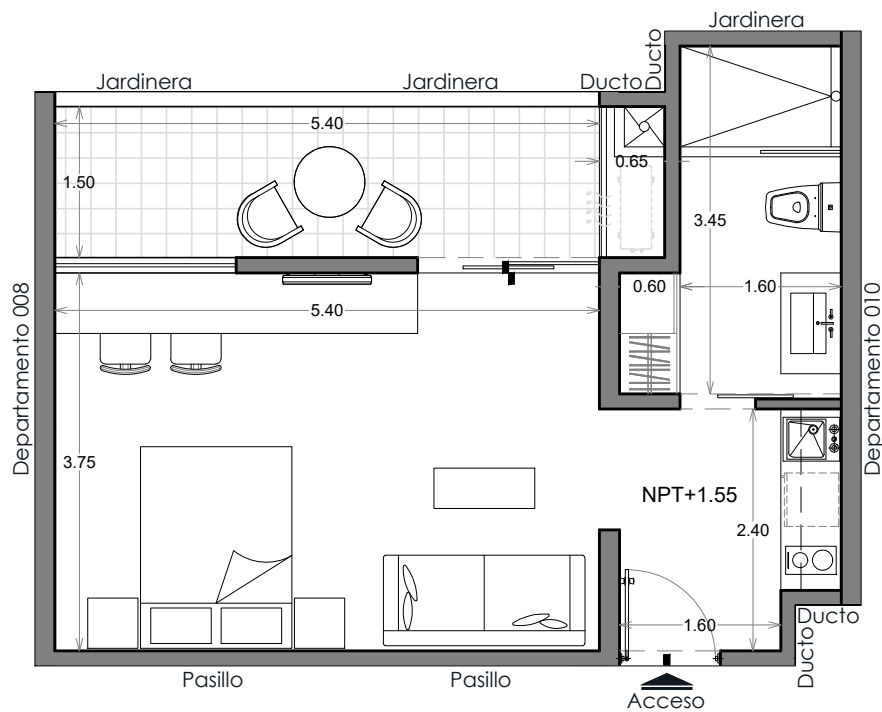 Jardinera
Ducto
Jardinera
Jardinera
Ducto
5.40
0.65
1.50
3.45
0.60
1.60
5.40
Departamento 008
Departamento 010
3.75
NPT+1.55
2.40
1.60
Ducto
Ducto
Pasillo
Pasillo
Acceso